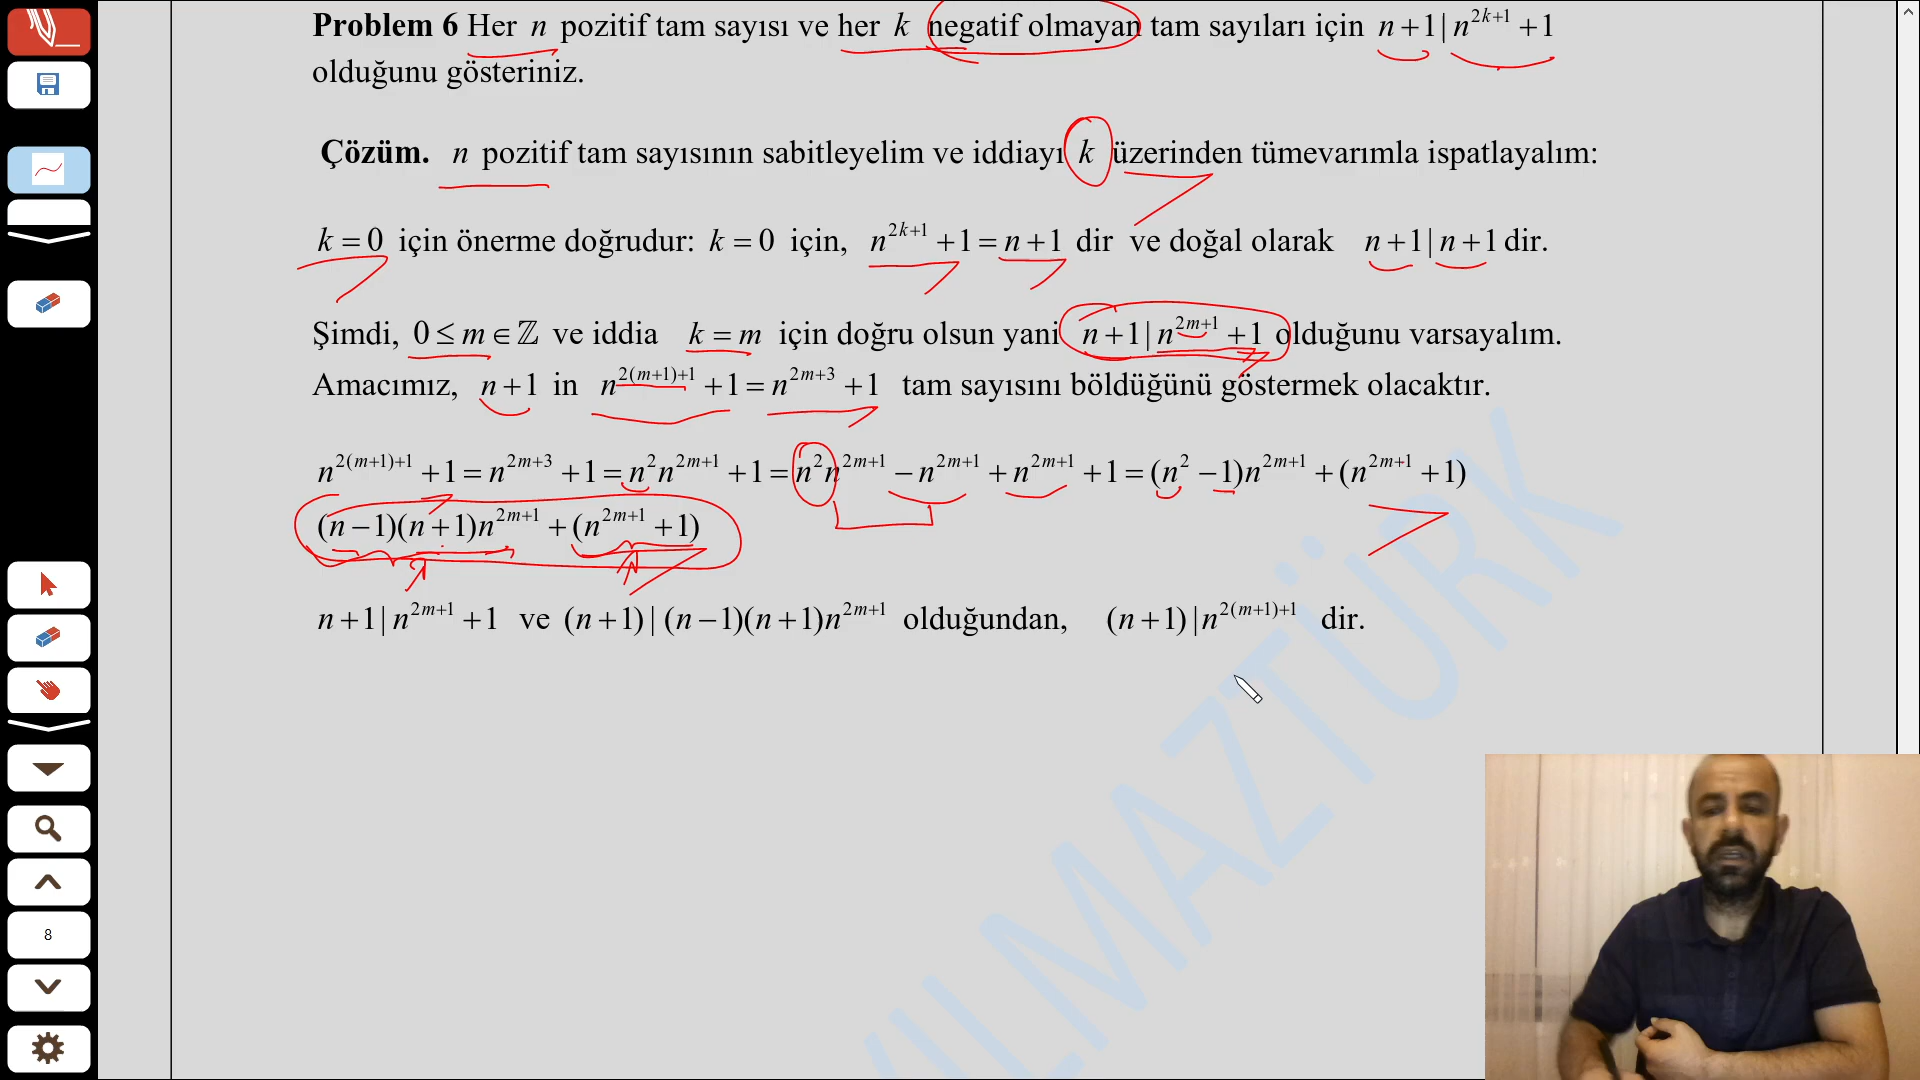 Problem 6 Her n pozitif tam sayısı ve her k negatif olmayan tam sayıları için n+1|n^{2k+1}+1
olduğunu gösteriniz.
Çözüm. n pozitif tam sayısının sabitleyelim ve iddiayı k üzerinden tümevarımla ispatlayalım:
k=0 için önerme doğrudur: k=0 için, n^{2k+1}+1=n+1 dir ve doğal olarak n+1|n+1 dir.
Şimdi, 0≤m∈ℤ ve iddia k=m için doğru olsun yani n+1|n^{2m+1}+1 olduğunu varsayalım.
Amacımız, n+1 in n^{2(m+1)+1}+1=n^{2m+3}+1 tam sayısını böldüğünü göstermek olacaktır.
n^{2(m+1)+1}+1=n^{2m+3}+1=n^2n^{2m+1}+1=n^2n^{2m+1}−n^{2m+1}+n^{2m+1}+1=(n^2−1)n^{2m+1}+(n^{2m+1}+1)
(n−1)(n+1)n^{2m+1}+(n^{2m+1}+1)
n+1|n^{2m+1}+1 ve (n+1)|(n−1)(n+1)n^{2m+1} olduğundan, (n+1)|n^{2(m+1)+1} dir.
YILMAZTÜRK
8